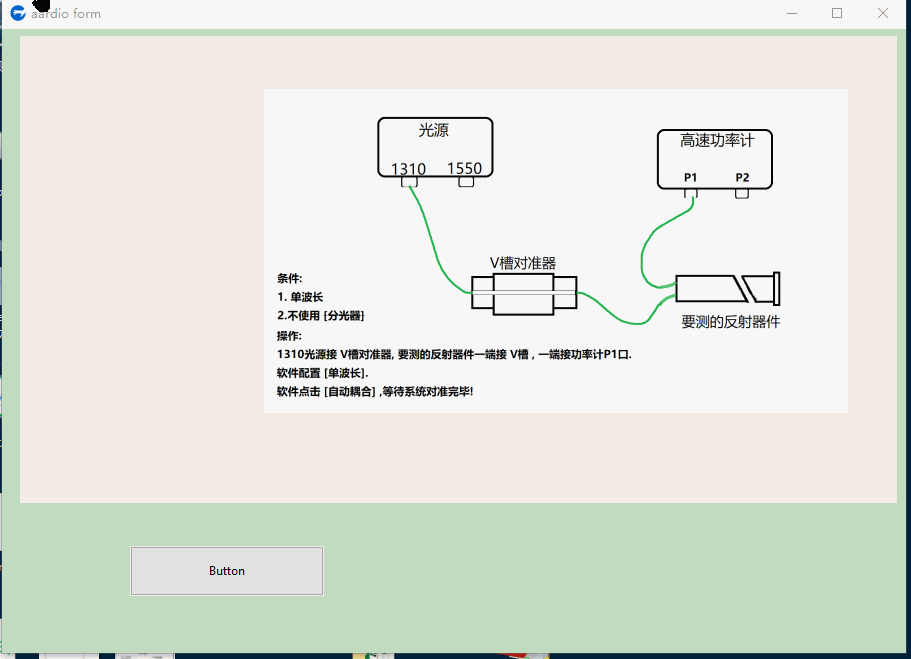 aardio form
光源
1310 1550
高速功率计
P1 P2
V槽对准器
要测的反射器件
条件:
1. 单波长
2.不使用 [分光器]
操作:
1310光源接 V槽对准器, 要测的反射器件一端接 V槽 , 一端接功率计P1口.
软件配置 [单波长].
软件点击 [自动耦合] ,等待系统对准完毕!
Button